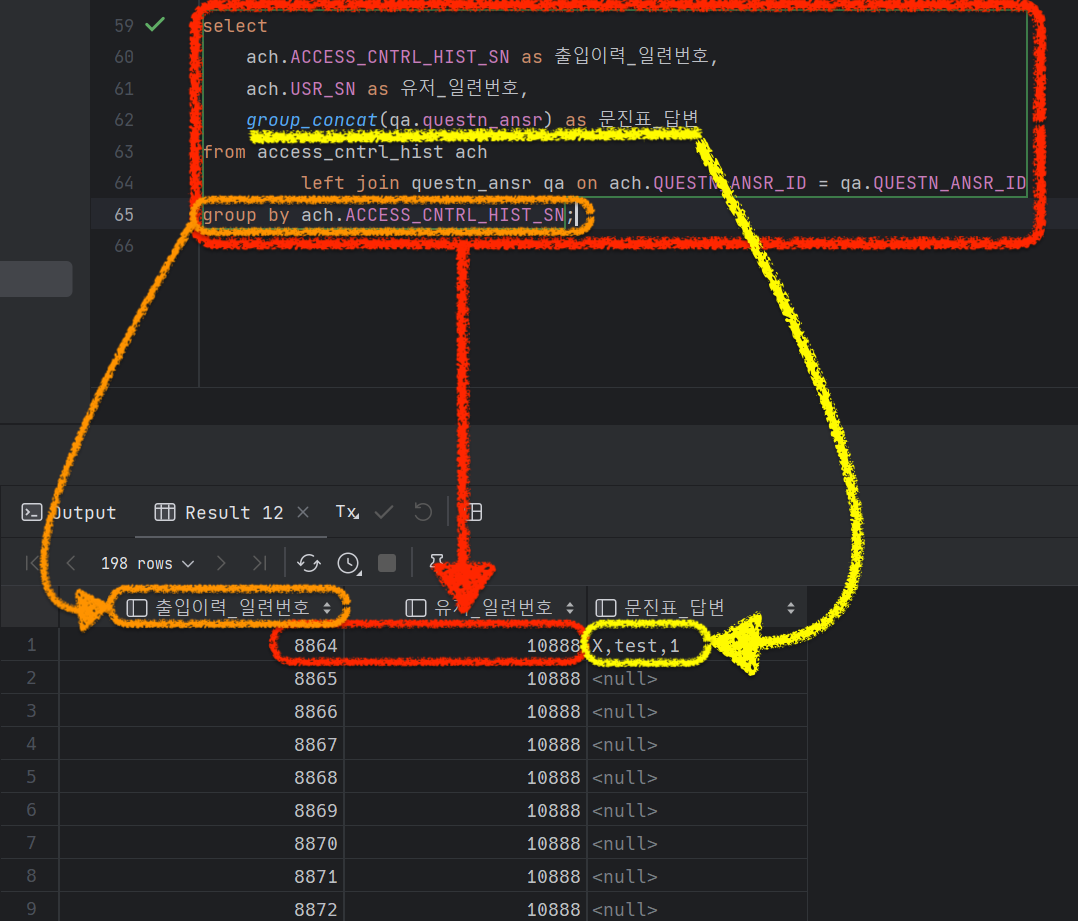 59 select
60 ach.ACCESS_CNTRL_HIST_SN as 출입이력_일련번호,
61 ach.USR_SN as 유저_일련번호,
62 group_concat(qa.questn_ansr) as 문진표_답변
63 from access_cntrl_hist ach
64 left join questn_ansr qa on ach.QUESTN_ANSR_ID = qa.QUESTN_ANSR_ID
65 group by ach.ACCESS_CNTRL_HIST_SN;
66
Output Result 12 × Tx
198 rows
출입이력_일련번호 유저_일련번호 문진표_답변
1 8864 10888 X,test,1
2 8865 10888 <null>
3 8866 10888 <null>
4 8867 10888 <null>
5 8868 10888 <null>
6 8869 10888 <null>
7 8870 10888 <null>
8 8871 10888 <null>
9 8872 10888 <null>